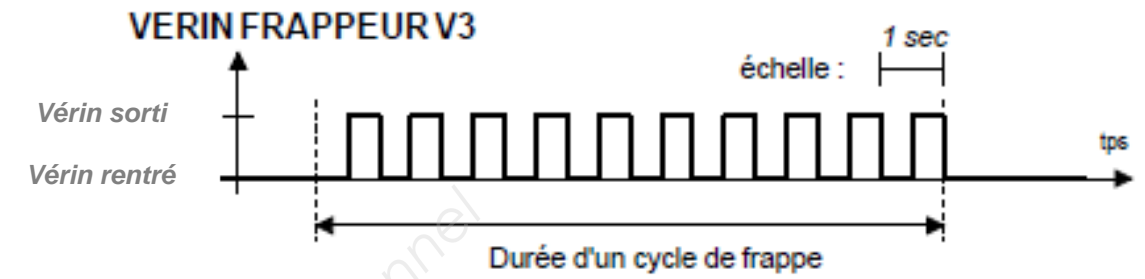 VERIN FRAPPEUR V3
1 sec
échelle :
Vérin sorti
tps
Vérin rentré
Durée d'un cycle de frappe